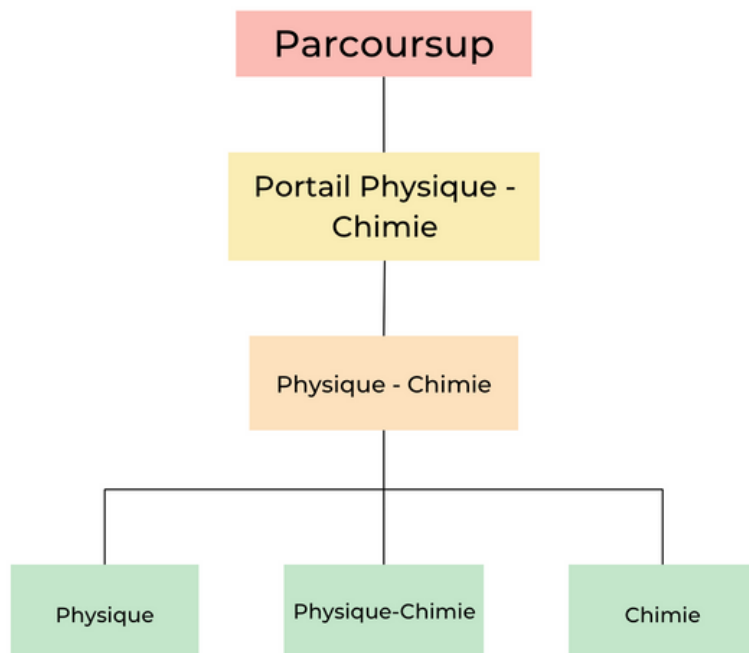 Parcoursup
Portail Physique -
Chimie
Physique - Chimie
Physique
Physique-Chimie
Chimie